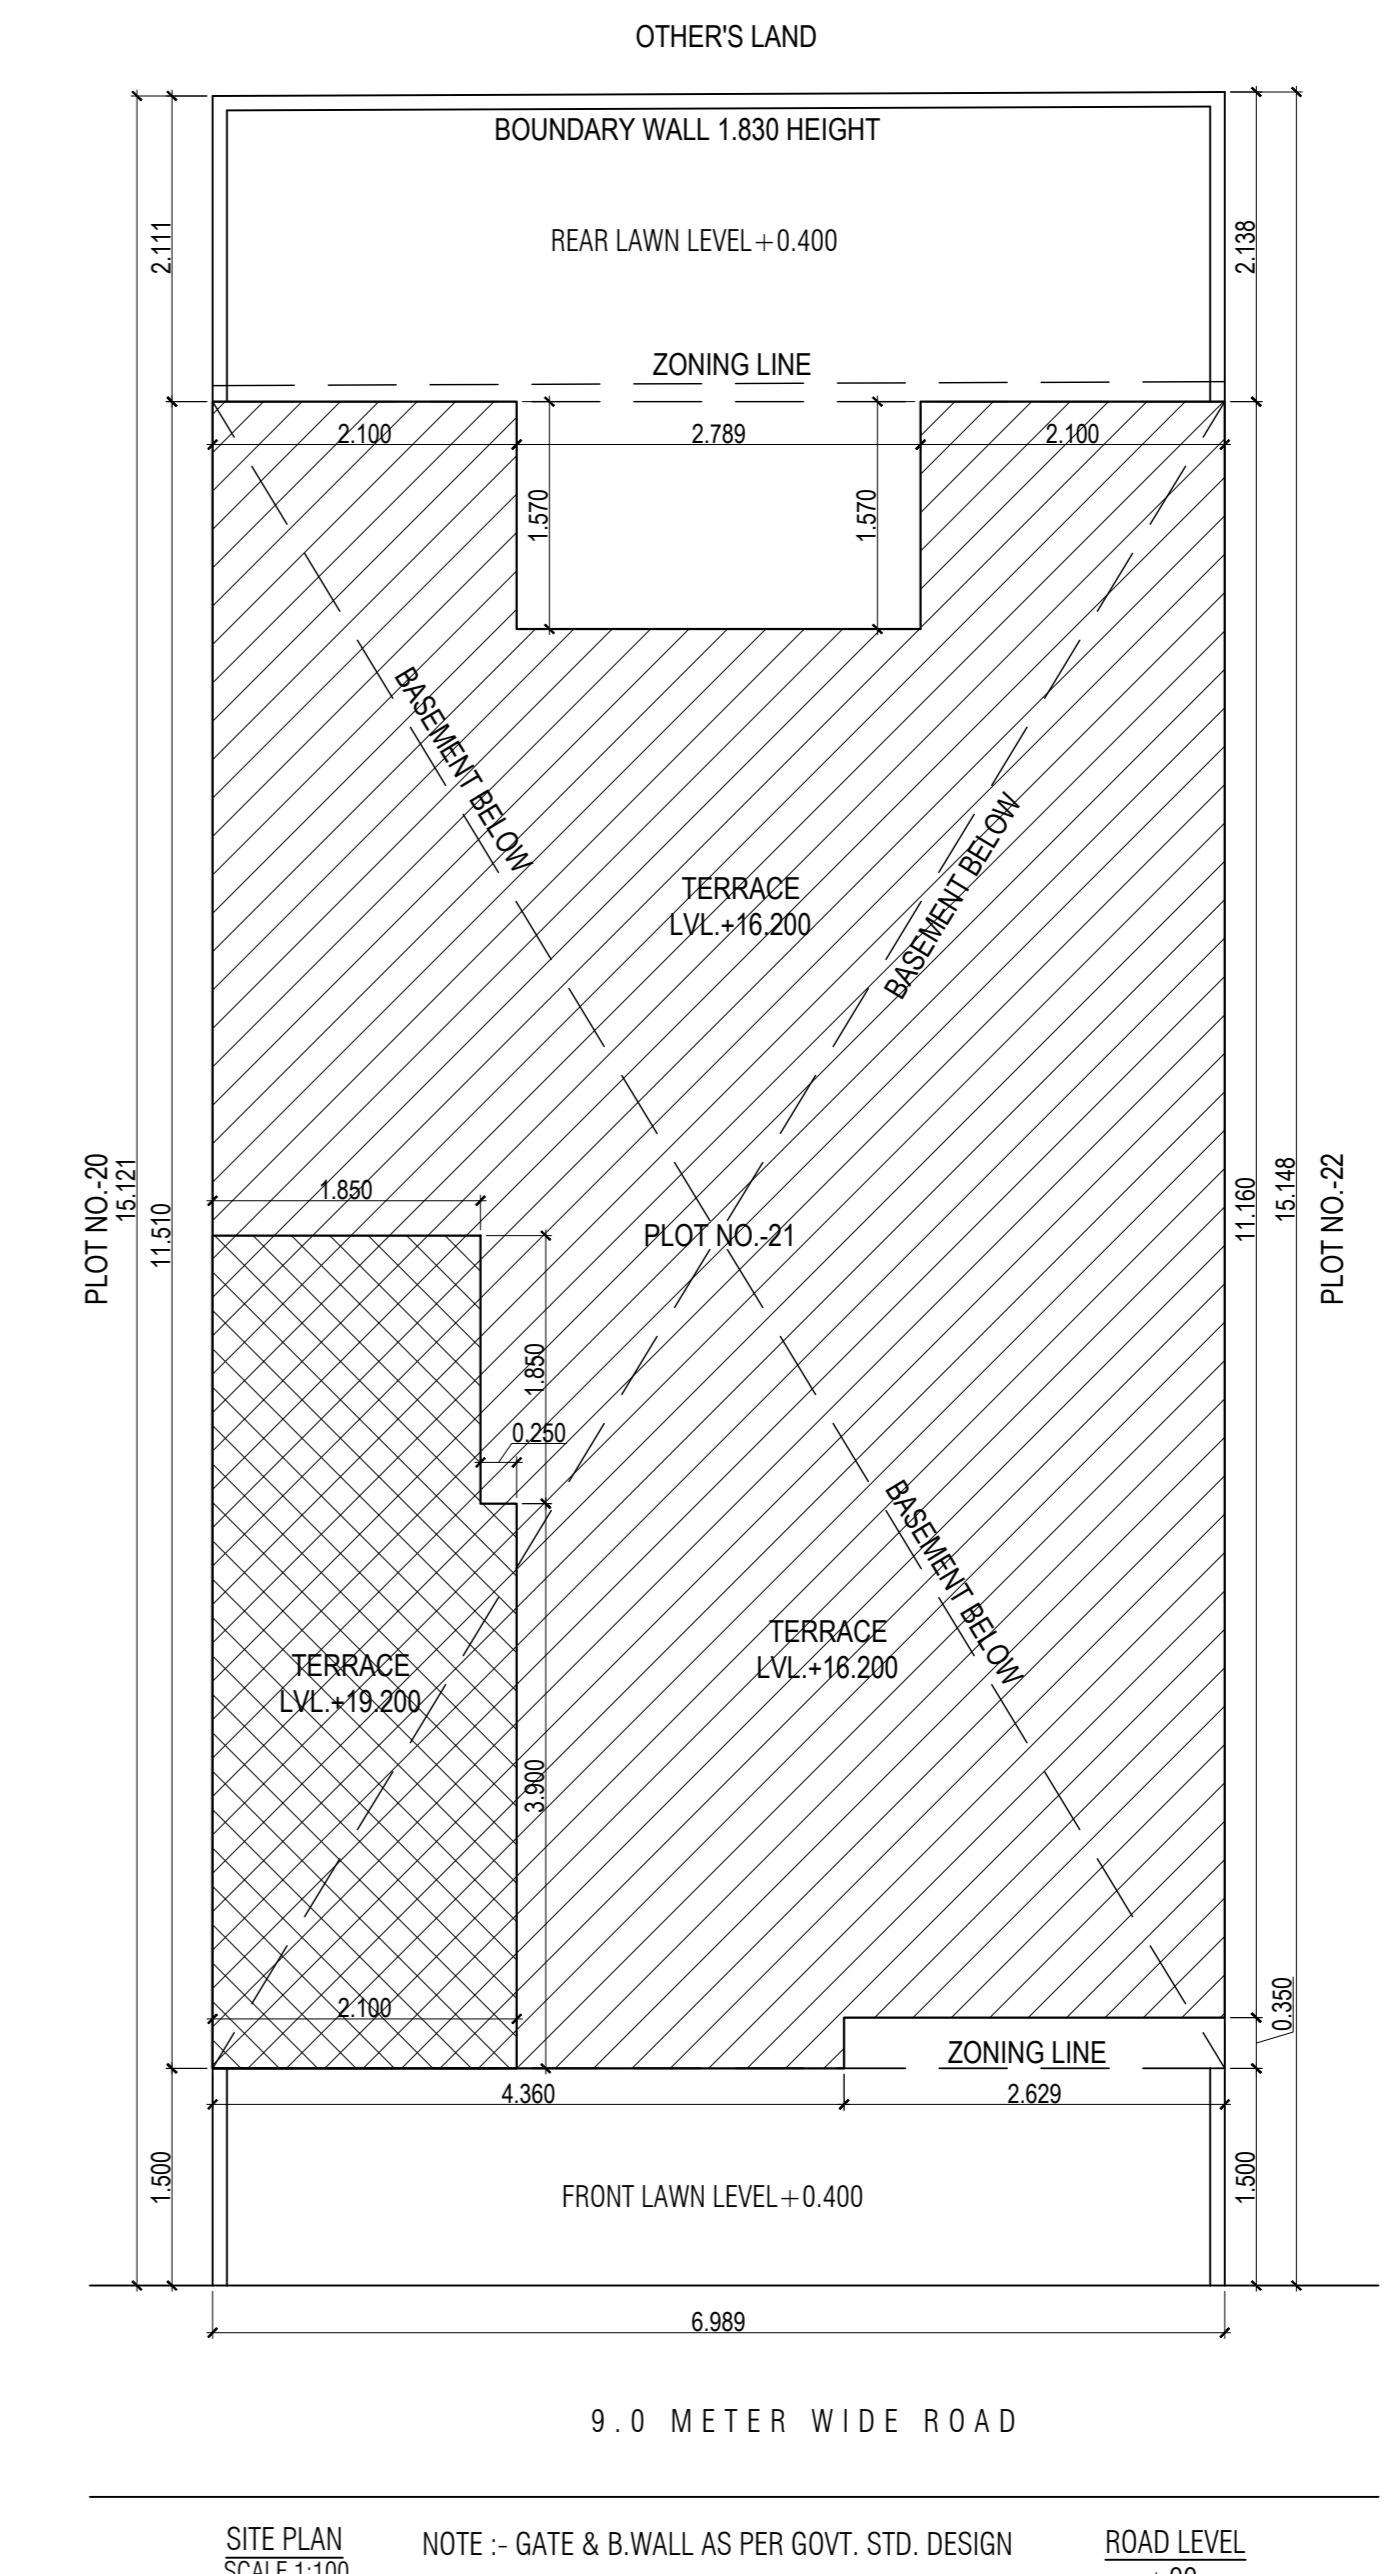 OTHER'S LAND
BOUNDARY WALL 1.830 HEIGHT
2.111
2.138
REAR LAWN LEVEL+0.400
ZONING LINE
2.100
2.789
2.100
1.570
1.570
BASEMENT BELOW
BASEMENT BELOW
TERRACE
LVL.+16.200
PLOT NO.-20
15.121
11.510
1.850
PLOT NO.-21
11.160
15.148
PLOT NO.-22
1.850
0.250
BASEMENT BELOW
TERRACE
LVL.+16.200
TERRACE
LVL.+19.200
3.900
2.100
0.350
ZONING LINE
4.360
2.629
1.500
1.500
FRONT LAWN LEVEL+0.400
6.989
9.0 METER WIDE ROAD
SITE PLAN
SCALE 1:100
NOTE :- GATE & B.WALL AS PER GOVT. STD. DESIGN
ROAD LEVEL